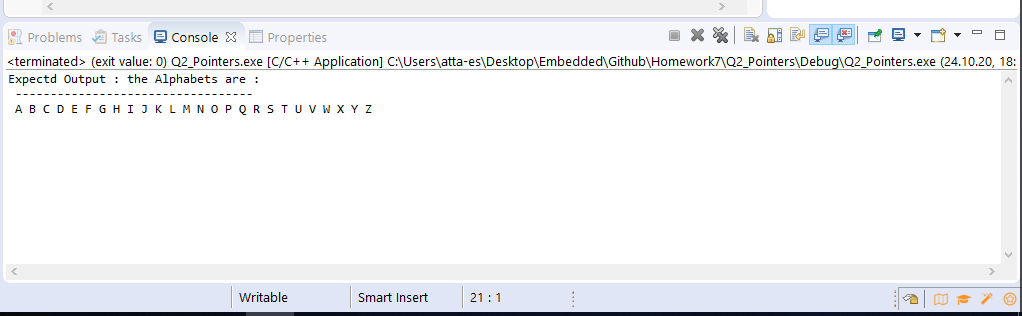 Problems Tasks Console Properties
<terminated> (exit value: 0) Q2_Pointers.exe [C/C++ Application] C:\Users\atta-es\Desktop\Embedded\Github\Homework7\Q2_Pointers\Debug\Q2_Pointers.exe (24.10.20, 18:
Expectd Output : the Alphabets are :
--------------------------------
A B C D E F G H I J K L M N O P Q R S T U V W X Y Z
Writable Smart Insert 21 : 1